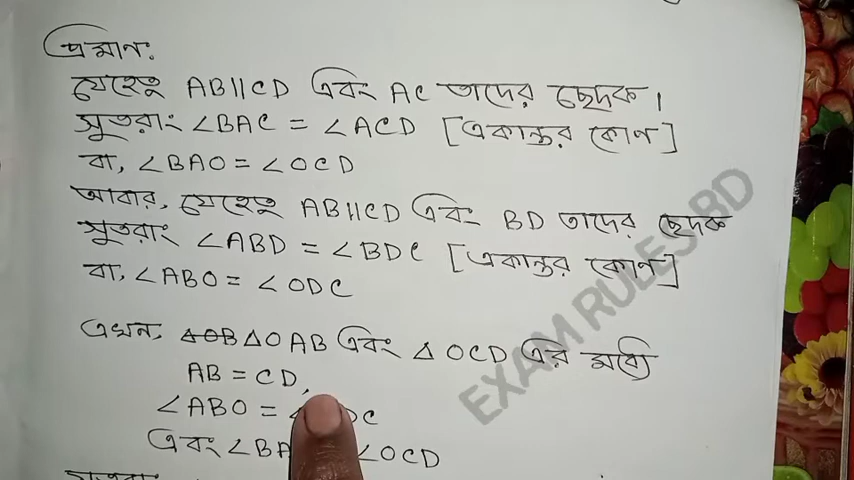 প্রমাণ:
যেহেতু AB||CD এবং AC তাদের ছেদক।
সুতরাং ∠BAC = ∠ACD [একান্তর কোণ]
বা, ∠BAO = ∠OCD
আবার, যেহেতু AB||CD এবং BD তাদের ছেদক
সুতরাং ∠ABD = ∠BDC [একান্তর কোণ]
বা, ∠ABO = ∠ODC
এখন, ΔOAB এবং ΔOCD এর মধ্যে
AB = CD,
∠ABO = ∠ DC
এবং ∠BA ∠OCD
EXAM RULES BD